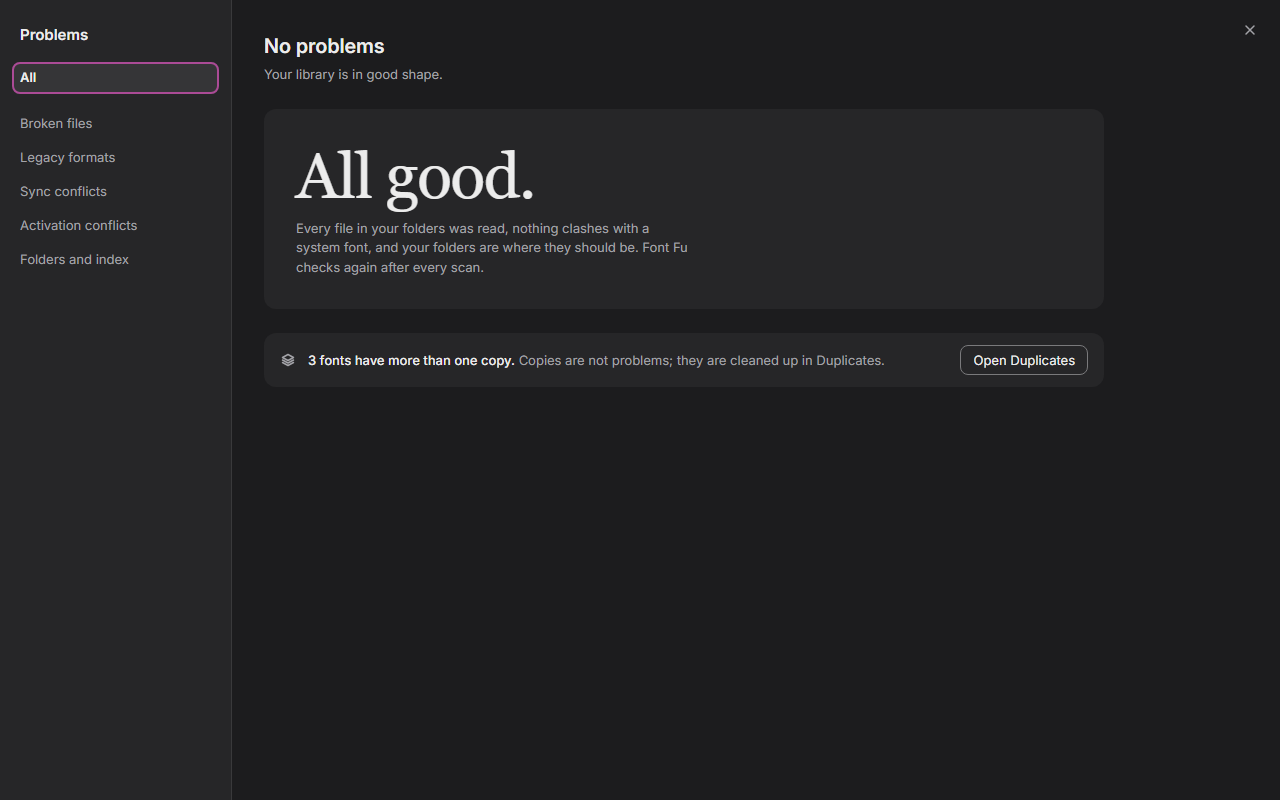 Problems
All
Broken files
Legacy formats
Sync conflicts
Activation conflicts
Folders and index
No problems
Your library is in good shape.
All good.
Every file in your folders was read, nothing clashes with a
system font, and your folders are where they should be. Font Fu
checks again after every scan.
3 fonts have more than one copy. Copies are not problems; they are cleaned up in Duplicates.
Open Duplicates